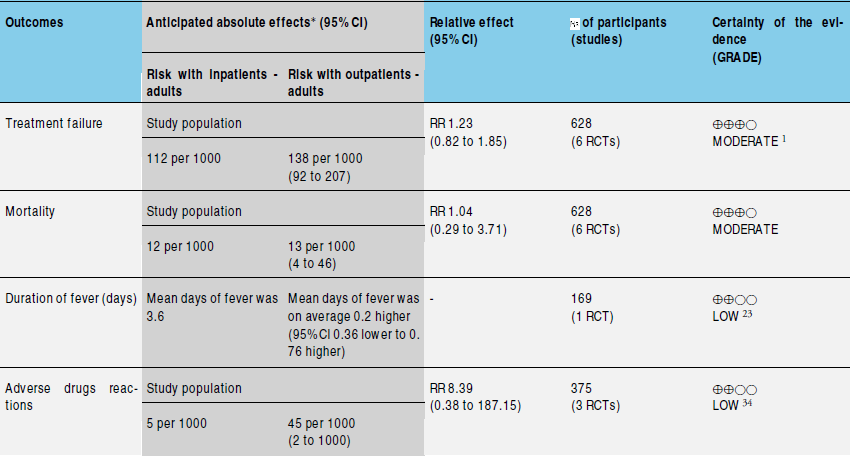 Outcomes
Anticipated absolute effects* (95% CI)
Relative effect
(95% CI)
of participants
(studies)
Certainty of the evi-
dence
(GRADE)
Risk with inpatients -
adults
Risk with outpatients -
adults
Treatment failure
Study population
RR 1.23
(0.82 to 1.85)
628
(6 RCTs)
⊕⊕⊕○
MODERATE 1
112 per 1000
138 per 1000
(92 to 207)
Mortality
Study population
RR 1.04
(0.29 to 3.71)
628
(6 RCTs)
⊕⊕⊕○
MODERATE
12 per 1000
13 per 1000
(4 to 46)
Duration of fever (days)
Mean days of fever was
3.6
Mean days of fever was
on average 0.2 higher
(95%CI 0.36 lower to 0.
76 higher)
-
169
(1 RCT)
⊕⊕○○
LOW 23
Adverse drugs reac-
tions
Study population
RR 8.39
(0.38 to 187.15)
375
(3 RCTs)
⊕⊕○○
LOW 34
5 per 1000
45 per 1000
(2 to 1000)